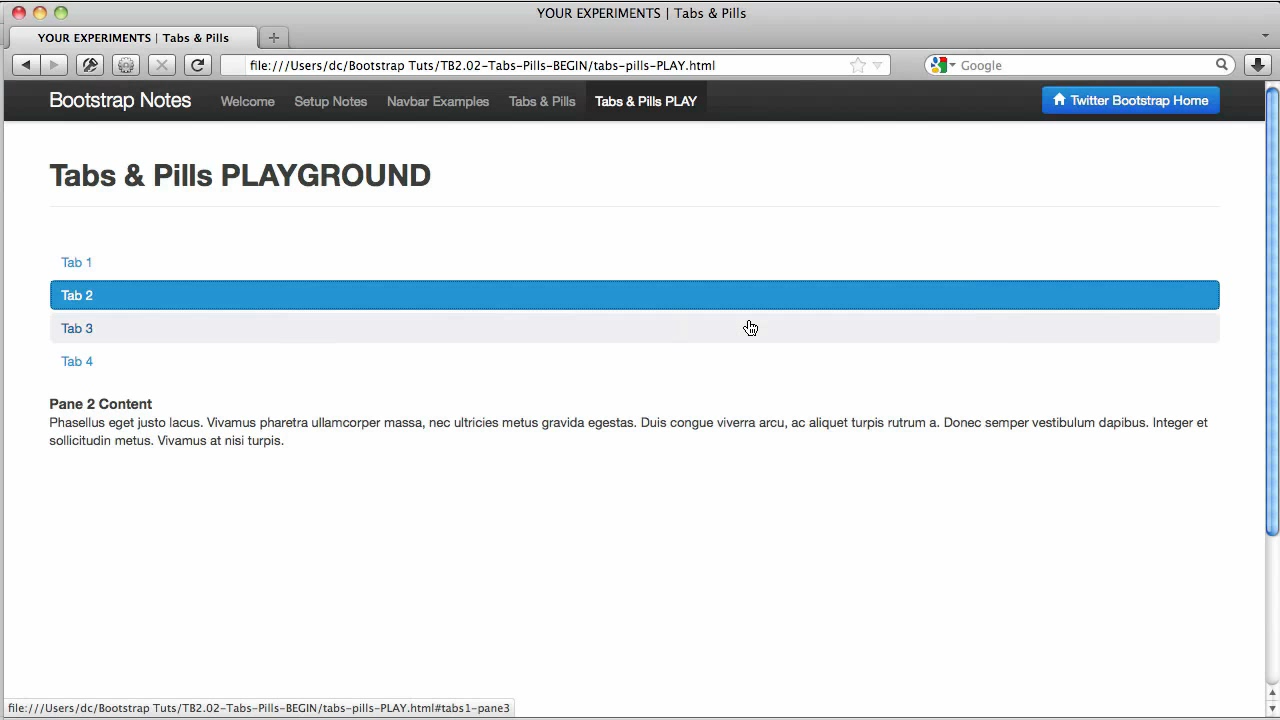 YOUR EXPERIMENTS | Tabs & Pills
YOUR EXPERIMENTS | Tabs & Pills
file:///Users/dc/Bootstrap Tuts/TB2.02-Tabs-Pills-BEGIN/tabs-pills-PLAY.html
Google
Bootstrap Notes Welcome Setup Notes Navbar Examples Tabs & Pills Tabs & Pills PLAY Twitter Bootstrap Home
Tabs & Pills PLAYGROUND
Tab 1
Tab 2
Tab 3
Tab 4
Pane 2 Content
Phasellus eget justo lacus. Vivamus pharetra ullamcorper massa, nec ultricies metus gravida egestas. Duis congue viverra arcu, ac aliquet turpis rutrum a. Donec semper vestibulum dapibus. Integer et
sollicitudin metus. Vivamus at nisi turpis.
file:///Users/dc/Bootstrap Tuts/TB2.02-Tabs-Pills-BEGIN/tabs-pills-PLAY.html#tabs1-pane3